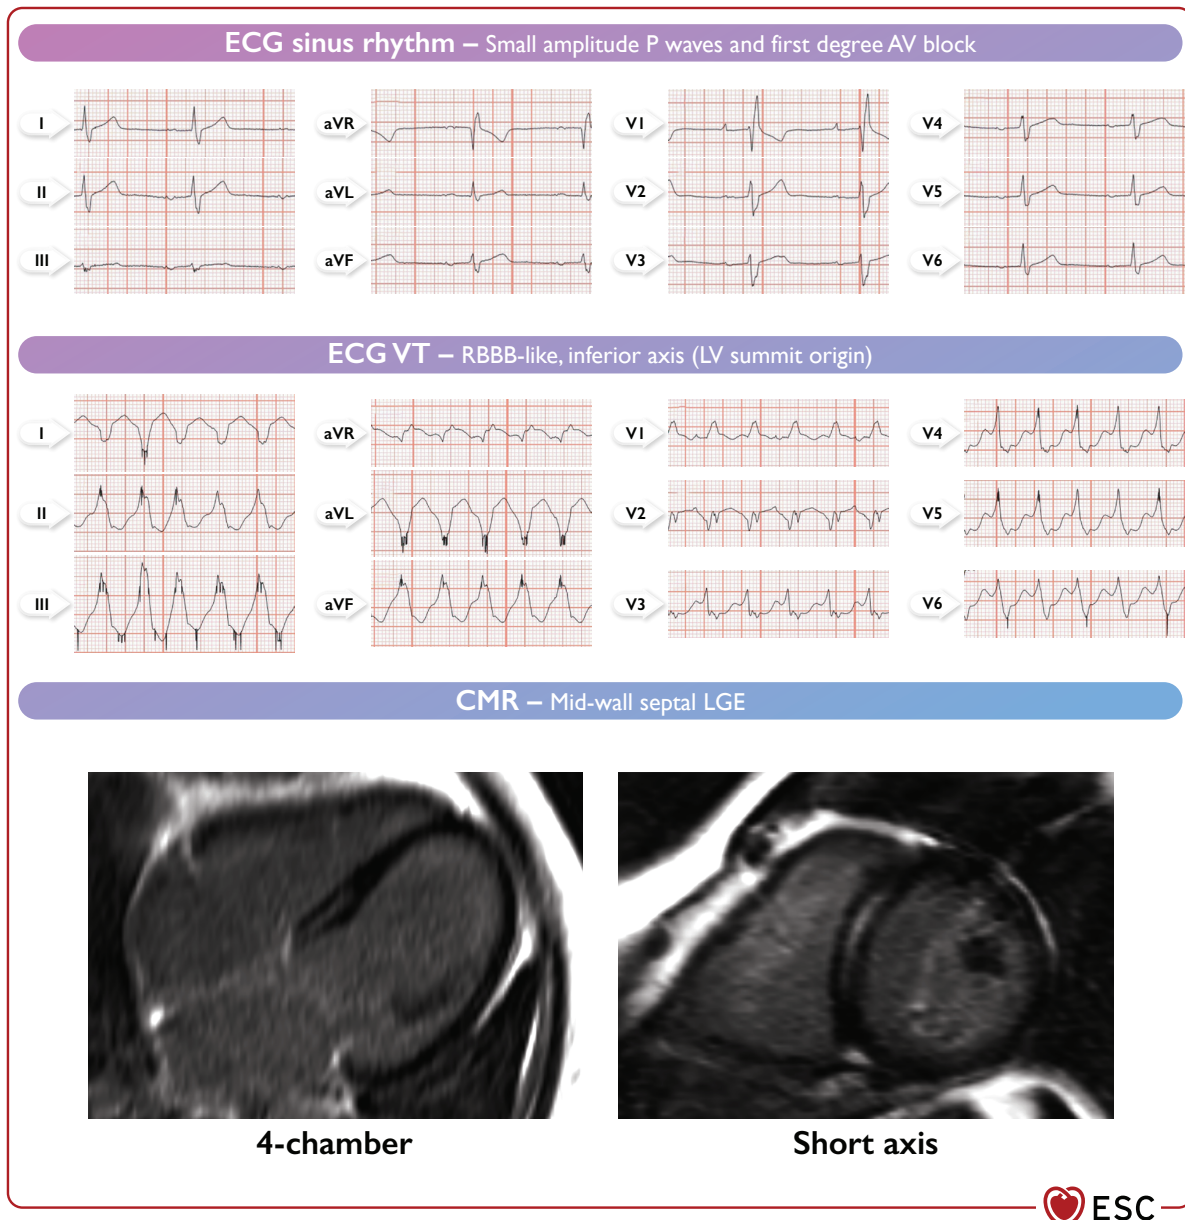 ECG sinus rhythm – Small amplitude P waves and first degree AV block
I
aVR
V1
V4
II
aVL
V2
V5
III
aVF
V3
V6
ECG VT – RBBB-like, inferior axis (LV summit origin)
I
aVR
V1
V4
II
aVL
V2
V5
III
aVF
V3
V6
CMR – Mid-wall septal LGE
4-chamber
Short axis
ESC